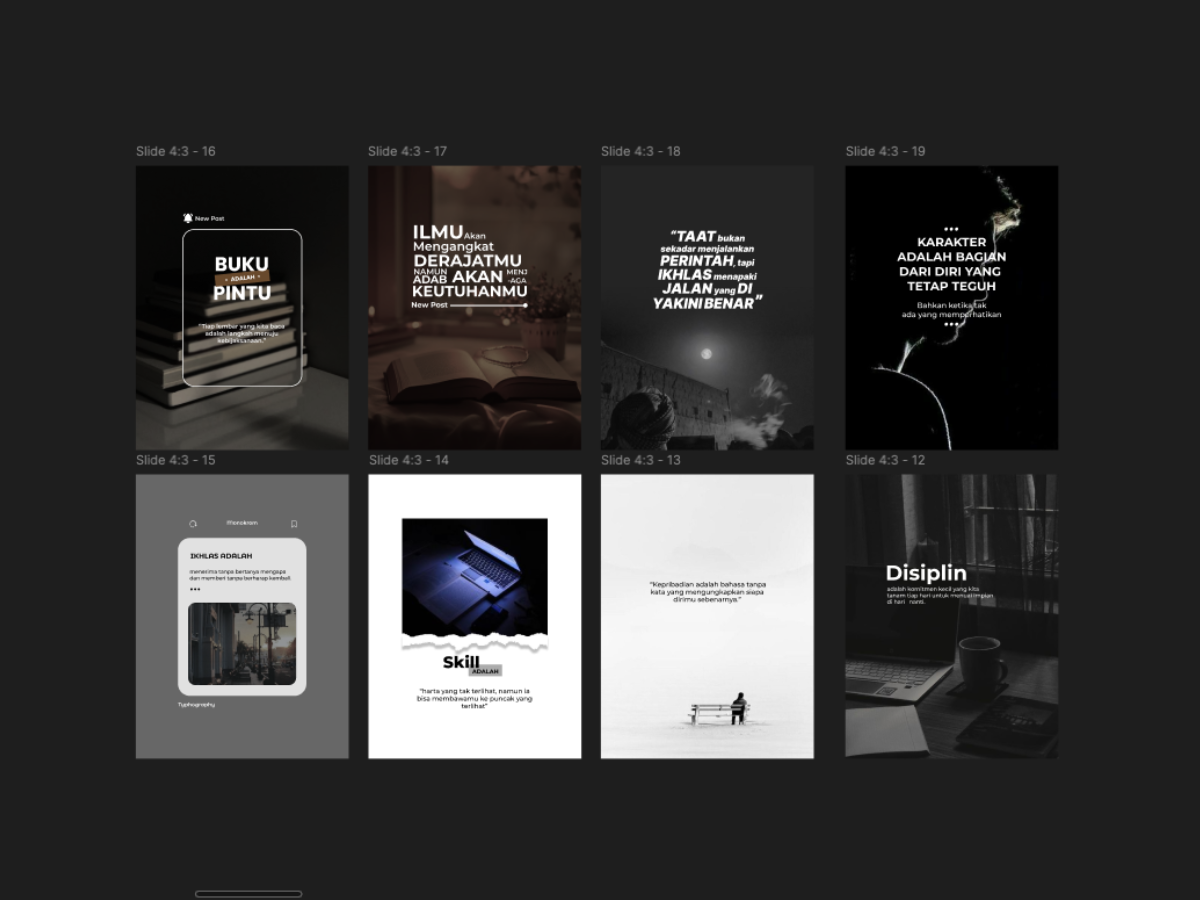 Slide 4:3 - 16
New Post
BUKU
- ADALAH -
PINTU
"Tiap lembar yang kita baca
adalah langkah menuju
kebijaksanaan."
Slide 4:3 - 17
ILMU Akan
Mengangkat
DERAJATMU
NAMUN ADAB AKAN MENJ-AGA
KEUTUHANMU
New Post
Slide 4:3 - 18
"TAAT bukan
sekadar menjalankan
PERINTAH, tapi
IKHLAS menapaki
JALAN yang DI
YAKINI BENAR"
Slide 4:3 - 19
KARAKTER
ADALAH BAGIAN
DARI DIRI YANG
TETAP TEGUH
Bahkan ketika tak
ada yang memperhatikan
Slide 4:3 - 15
IKHLAS ADALAH
menerima tanpa bertanya mengapa
dan memberi tanpa berharap kembali
Typhography
Slide 4:3 - 14
Skill
ADALAH
"harta yang tak terlihat, namun ia
bisa membawamu ke puncak yang
terlihat"
Slide 4:3 - 13
"Kepribadian adalah bahasa tanpa
kata yang mengungkapkan siapa
dirimu sebenarnya."
Slide 4:3 - 12
Disiplin
adalah komitmen kecil yang kita
tanam tiap hari untuk menuai impian
di hari nanti.